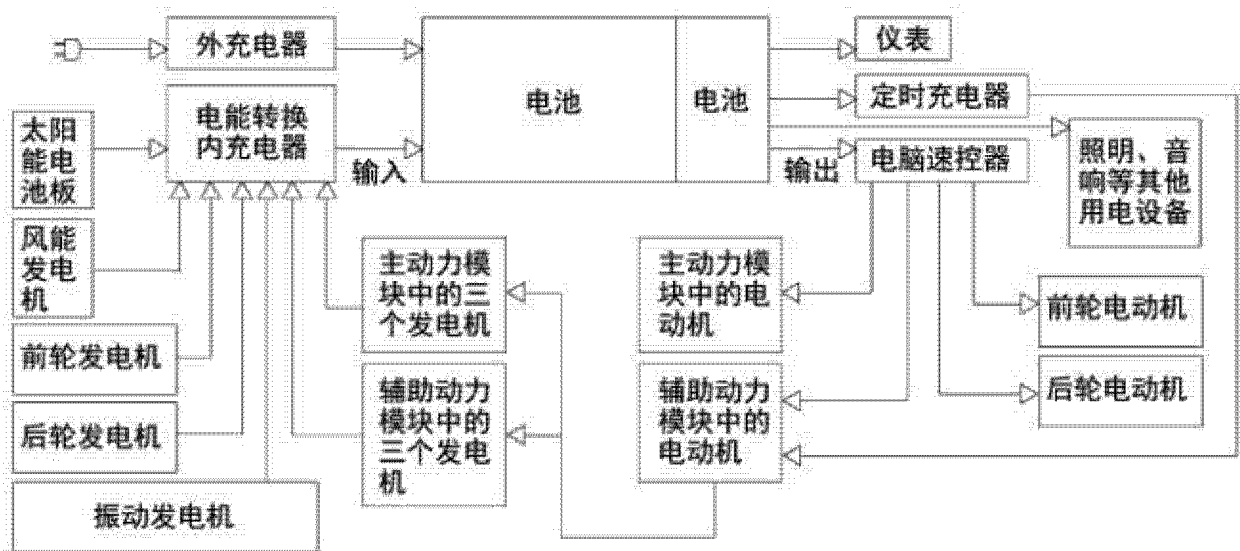 外充电器
电池
电池
仪表
定时充电器
电能转换
内充电器
输入
输出
电脑速控器
照明、音
响等其他
用电设备
太阳
能电
池板
风能
发电
机
主动力模
块中的三
个发电机
主动力模
块中的电
动机
前轮电动机
前轮发电机
辅助动力
模块中的
三个发电
机
辅助动力
模块中的
电动机
后轮电动机
后轮发电机
振动发电机